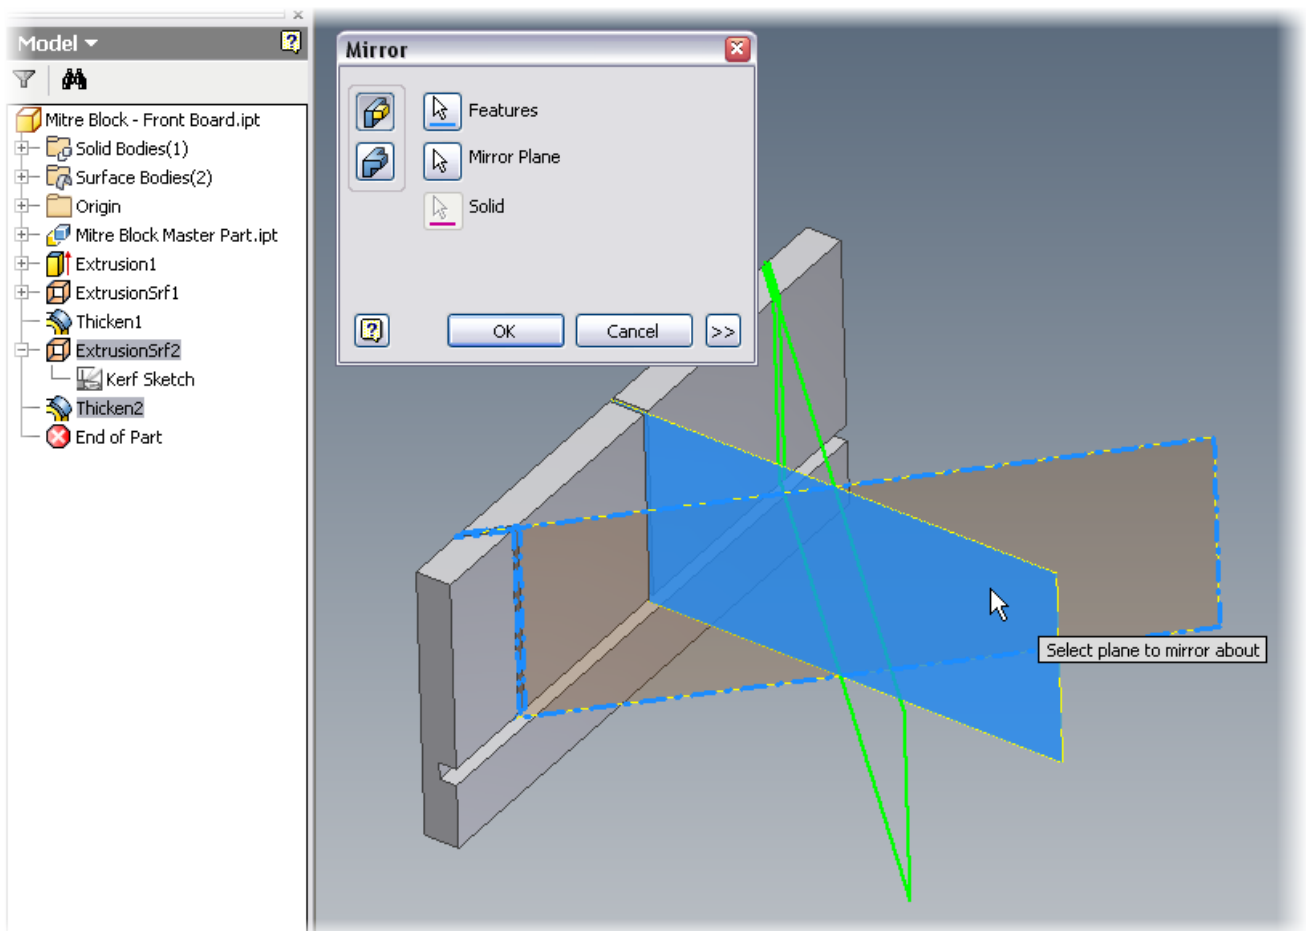 Model
Mitre Block - Front Board.ipt
Solid Bodies(1)
Surface Bodies(2)
Origin
Mitre Block Master Part.ipt
Extrusion1
ExtrusionSrf1
Thicken1
ExtrusionSrf2
Kerf Sketch
Thicken2
End of Part
Mirror
Features
Mirror Plane
Solid
OK
Cancel
>>
Select plane to mirror about